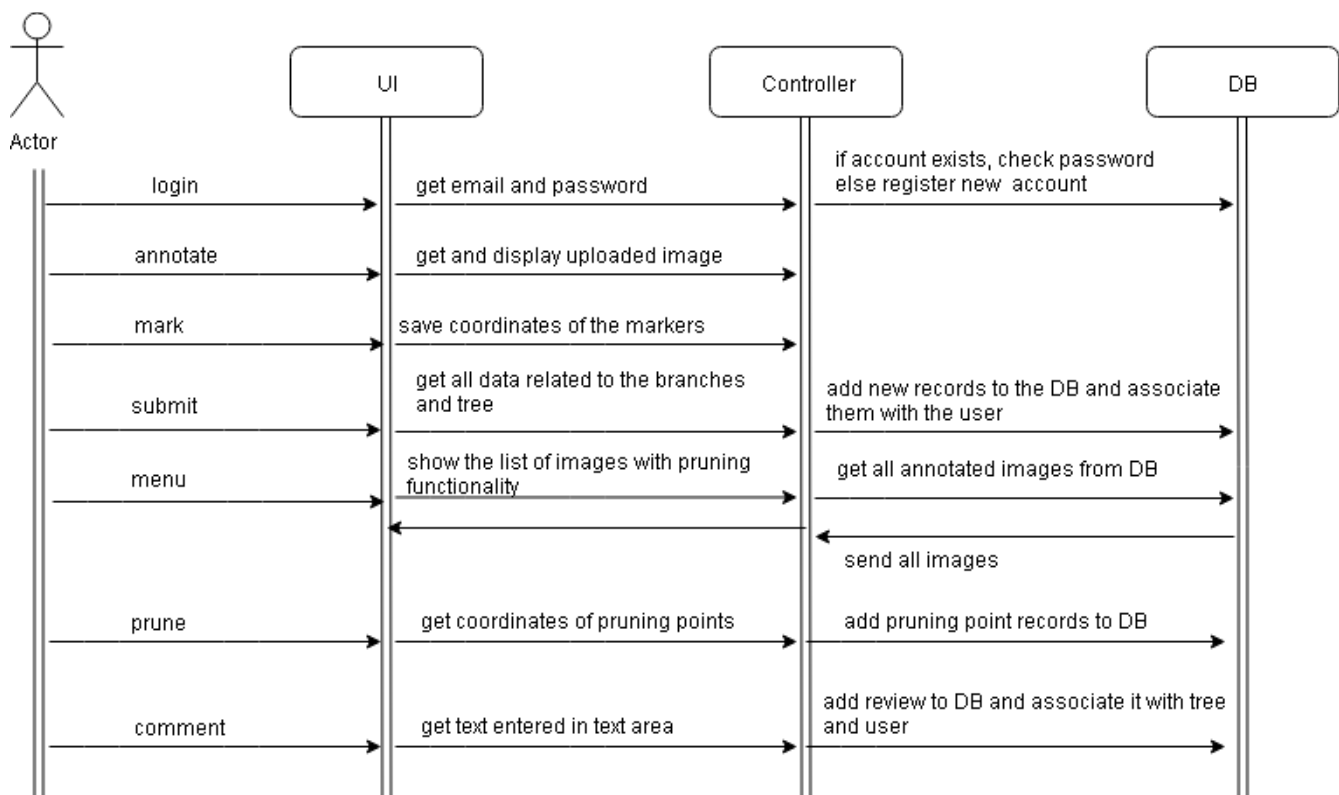 UI
Controller
DB
Actor
login
get email and password
if account exists, check password
else register new  account
annotate
get and display uploaded image
mark
save coordinates of the markers
submit
get all data related to the branches
and tree
add new records to the DB and associate
them with the user
menu
show the list of images with pruning
functionality
get all annotated images from DB
send all images
prune
get coordinates of pruning points
add pruning point records to DB
comment
get text entered in text area
add review to DB and associate it with tree
and user